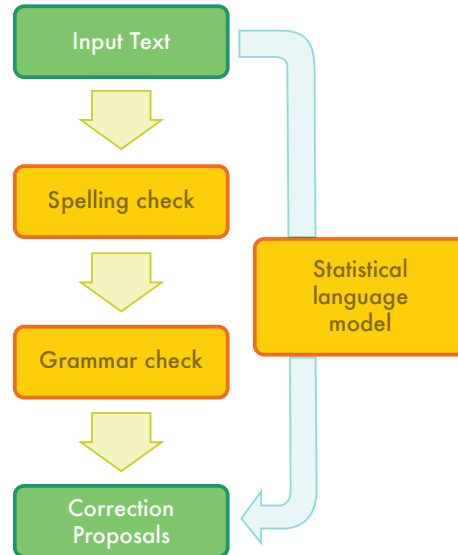 Input Text
Spelling check
Statistical
language
model
Grammar check
Correction
Proposals